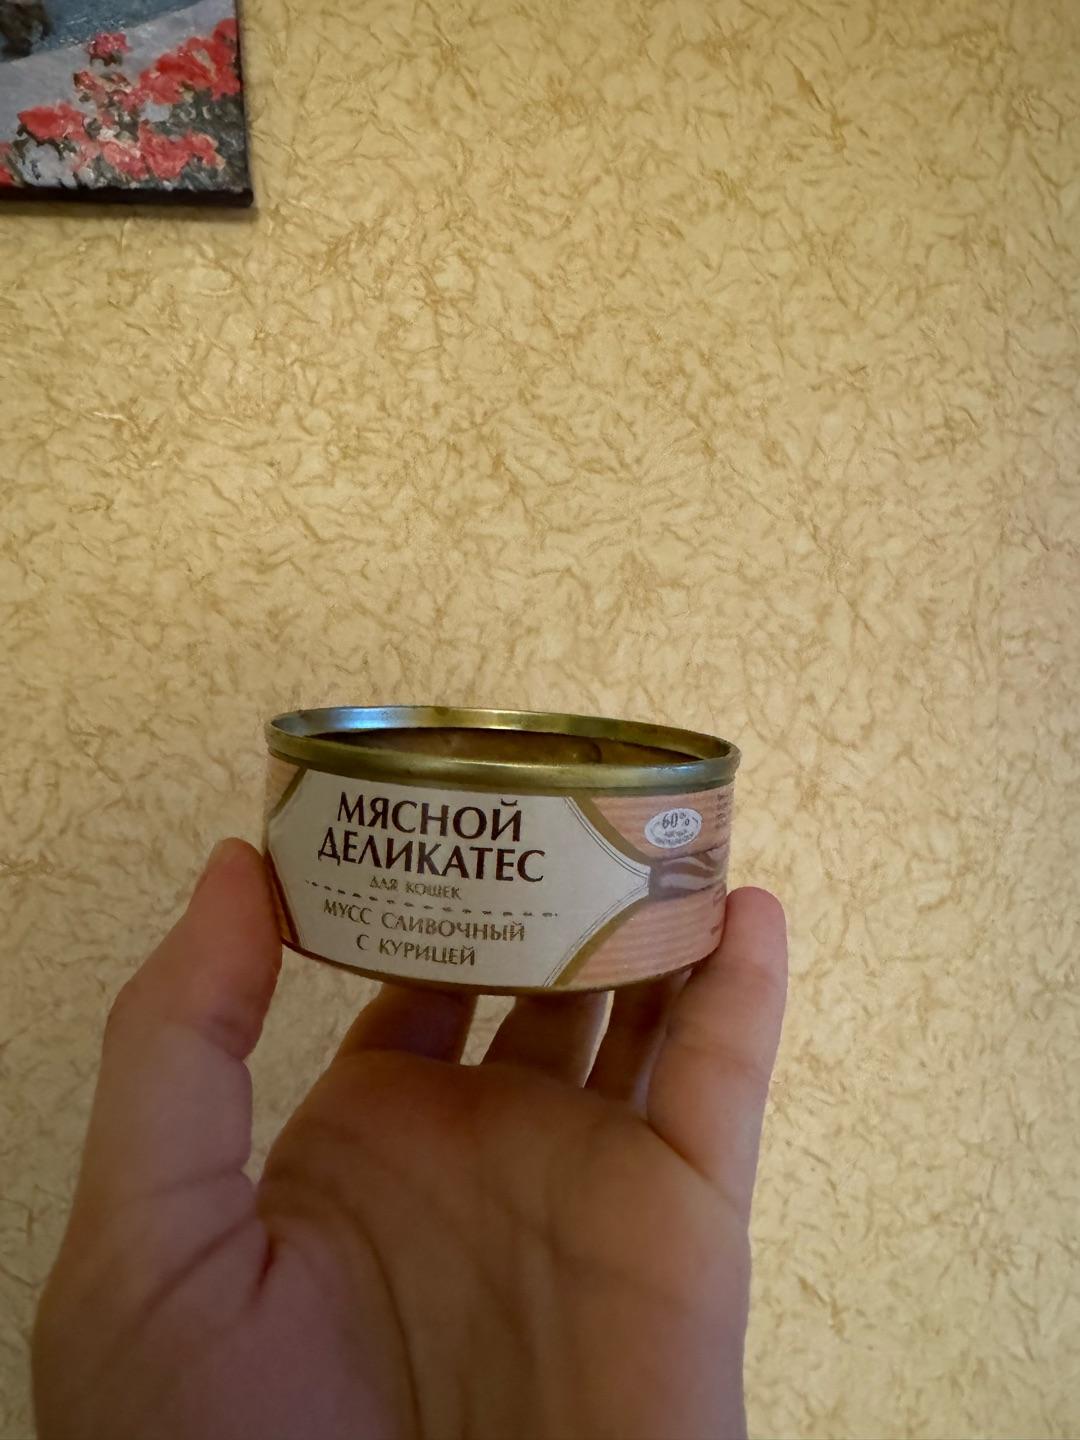 МЯСНОЙ
ДЕЛИКАТЕС
ДЛЯ КОШЕК
МУСС СЛИВОЧНЫЙ
С КУРИЦЕЙ
60%